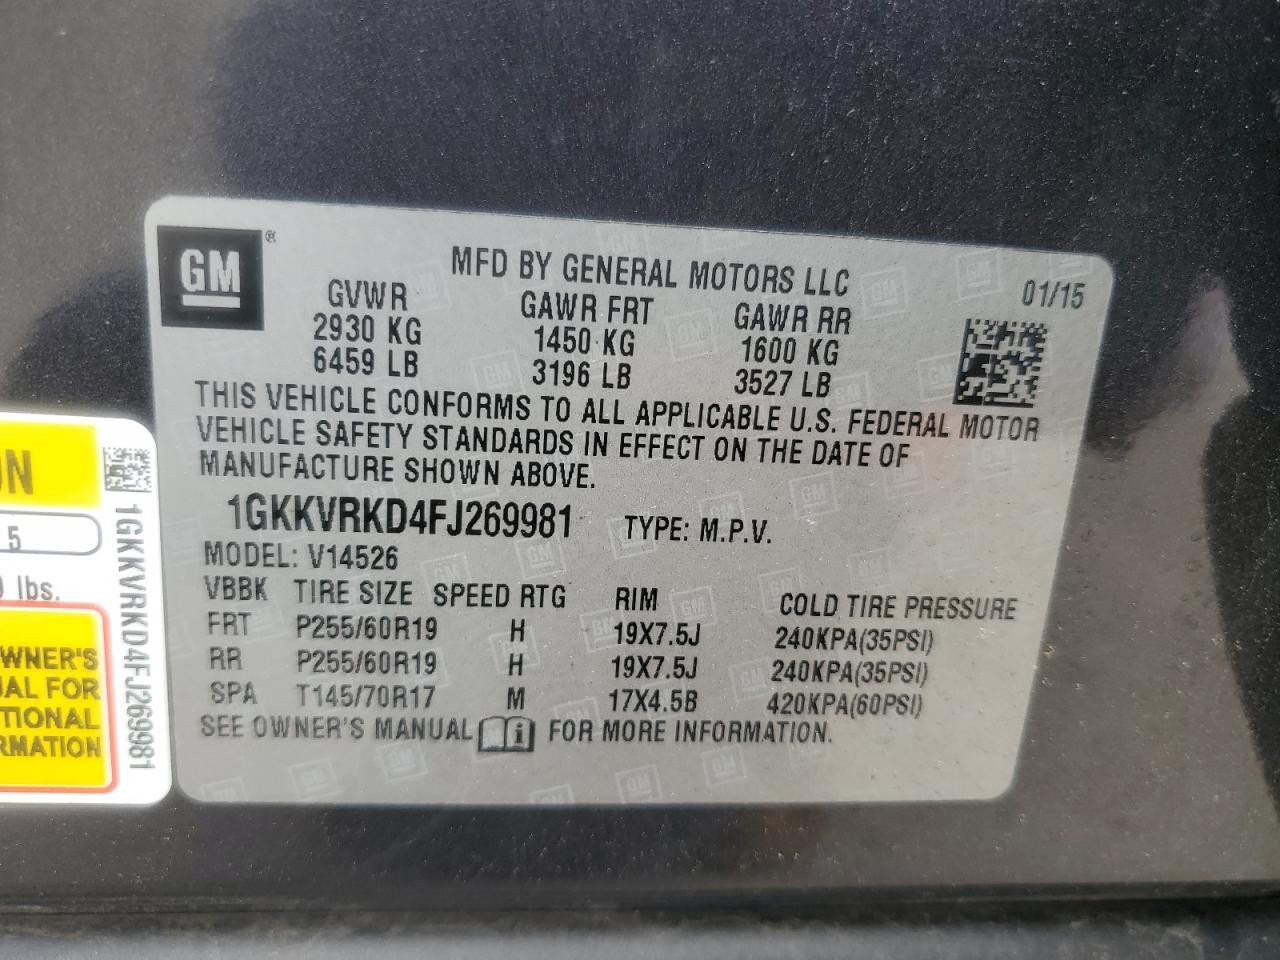 GM®
MFD BY GENERAL MOTORS LLC
01/15
GVWR GAWR FRT GAWR RR
2930 KG 1450 KG 1600 KG
6459 LB 3196 LB 3527 LB
THIS VEHICLE CONFORMS TO ALL APPLICABLE U.S. FEDERAL MOTOR
VEHICLE SAFETY STANDARDS IN EFFECT ON THE DATE OF
MANUFACTURE SHOWN ABOVE.
1GKKVRKD4FJ269981 TYPE: M.P.V.
MODEL: V14526
VBBK TIRE SIZE SPEED RTG RIM COLD TIRE PRESSURE
FRT P255/60R19 H 19X7.5J 240KPA(35PSI)
RR P255/60R19 H 19X7.5J 240KPA(35PSI)
SPA T145/70R17 M 17X4.5B 420KPA(60PSI)
SEE OWNER'S MANUAL i FOR MORE INFORMATION.
ON
5
lbs.
WNER'S
UAL FOR
TIONAL
RMATION
1GKKVRKD4FJ269981